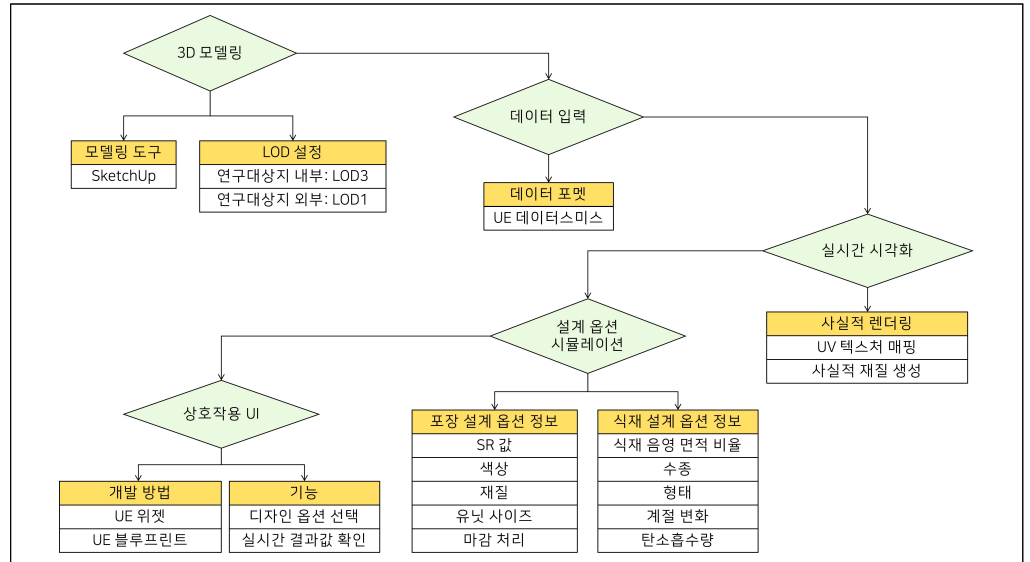 3D 모델링
데이터 입력
모델링 도구
SketchUp
LOD 설정
연구대상지 내부: LOD3
연구대상지 외부: LOD1
데이터 포멧
UE 데이터스미스
실시간 시각화
사실적 렌더링
UV 텍스처 매핑
사실적 재질 생성
설계 옵션
시뮬레이션
상호작용 UI
포장 설계 옵션 정보
SR 값
색상
재질
유닛 사이즈
마감 처리
식재 설계 옵션 정보
식재 음영 면적 비율
수종
형태
계절 변화
탄소흡수량
개발 방법
UE 위젯
UE 블루프린트
기능
디자인 옵션 선택
실시간 결과값 확인